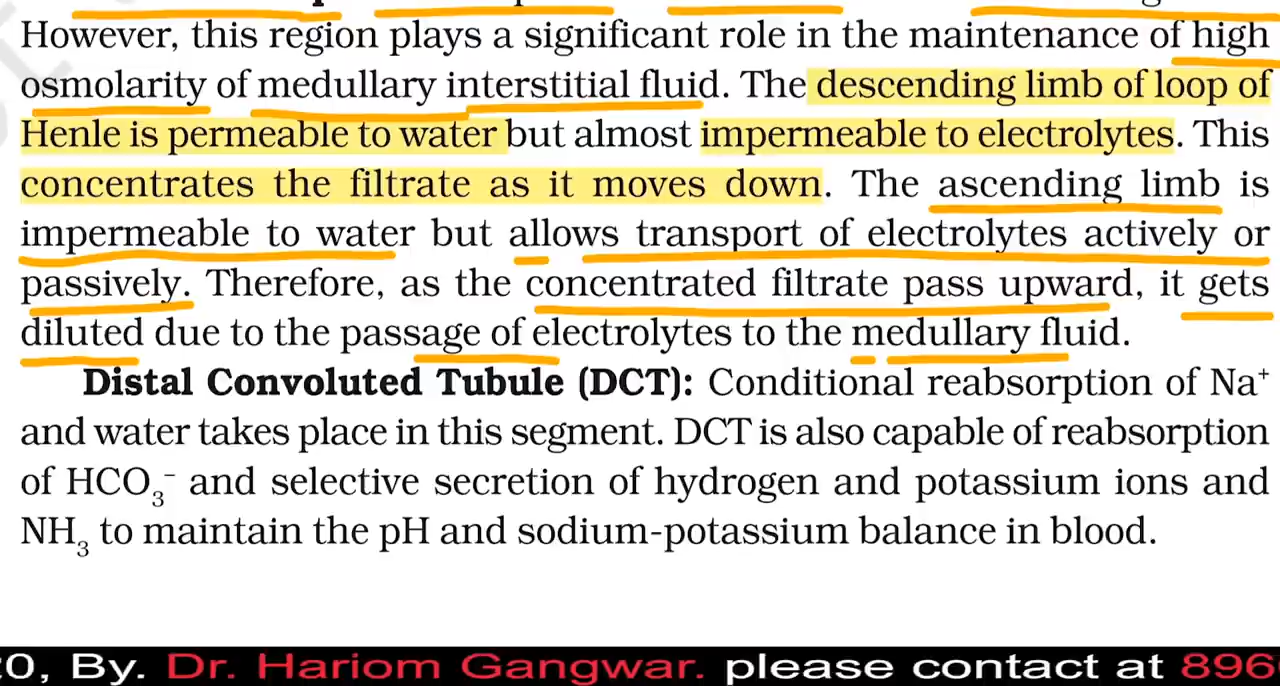 However, this region plays a significant role in the maintenance of high
osmolarity of medullary interstitial fluid. The descending limb of loop of
Henle is permeable to water but almost impermeable to electrolytes. This
concentrates the filtrate as it moves down. The ascending limb is
impermeable to water but allows transport of electrolytes actively or
passively. Therefore, as the concentrated filtrate pass upward, it gets
diluted due to the passage of electrolytes to the medullary fluid.
Distal Convoluted Tubule (DCT): Conditional reabsorption of Na⁺
and water takes place in this segment. DCT is also capable of reabsorption
of HCO₃⁻ and selective secretion of hydrogen and potassium ions and
NH₃ to maintain the pH and sodium-potassium balance in blood.
0, By. Dr. Hariom Gangwar. please contact at 896